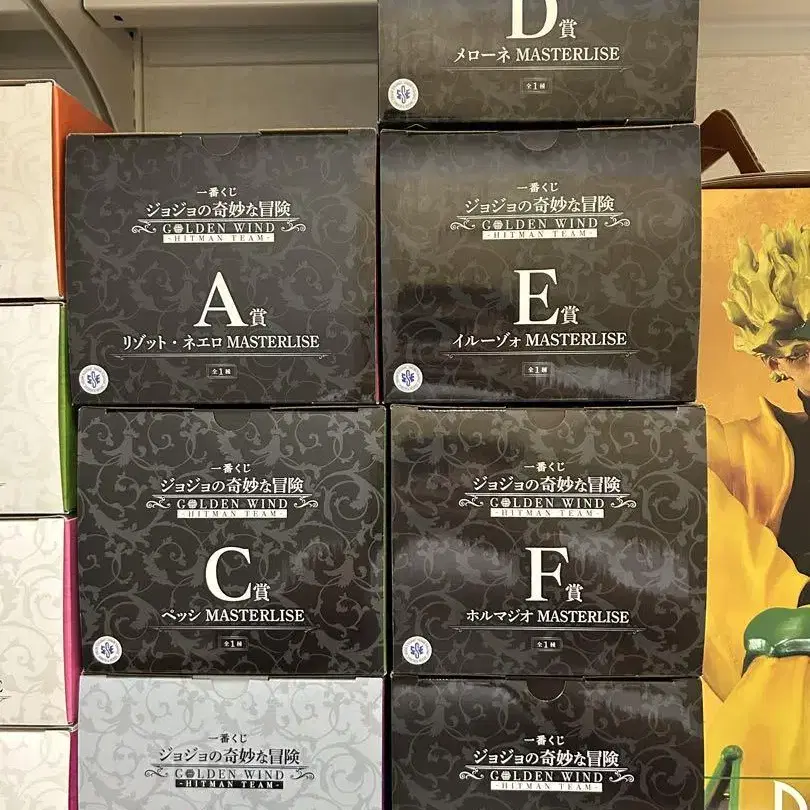 D賞
メローネ MASTERLISE
全1種
一番くじ
ジョジョの奇妙な冒険
GOLDEN WIND
-HITMAN TEAM-
A賞
リゾット・ネエロ MASTERLISE
全1種
一番くじ
ジョジョの奇妙な冒険
GOLDEN WIND
-HITMAN TEAM-
E賞
イルーゾォ MASTERLISE
全1種
一番くじ
ジョジョの奇妙な冒険
GOLDEN WIND
-HITMAN TEAM-
C賞
ペッシ MASTERLISE
全1種
一番くじ
ジョジョの奇妙な冒険
GOLDEN WIND
-HITMAN TEAM-
F賞
ホルマジオ MASTERLISE
全1種
一番くじ
ジョジョの奇妙な冒険
GOLDEN WIND
-HITMAN TEAM-
一番くじ
ジョジョの奇妙な冒険
GOLDEN WIND
-HITMAN TEAM-